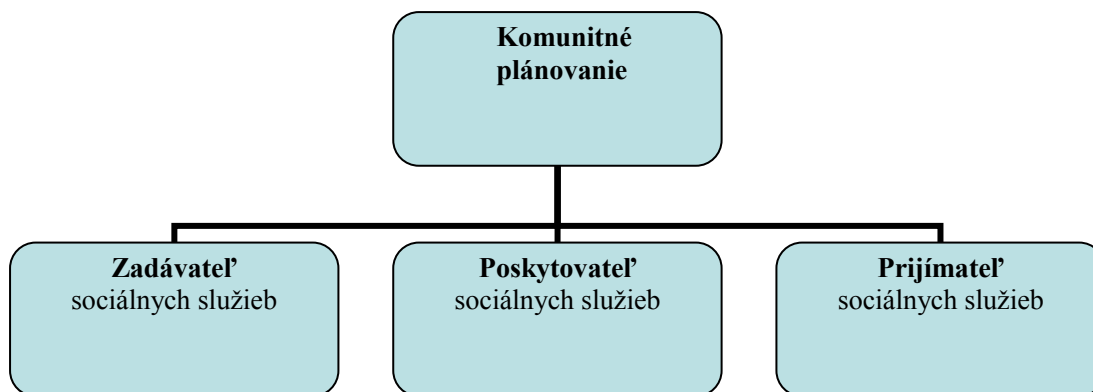 Komunitné
plánovanie
Zadávateľ
sociálnych služieb
Poskytovateľ
sociálnych služieb
Prijímateľ
sociálnych služieb